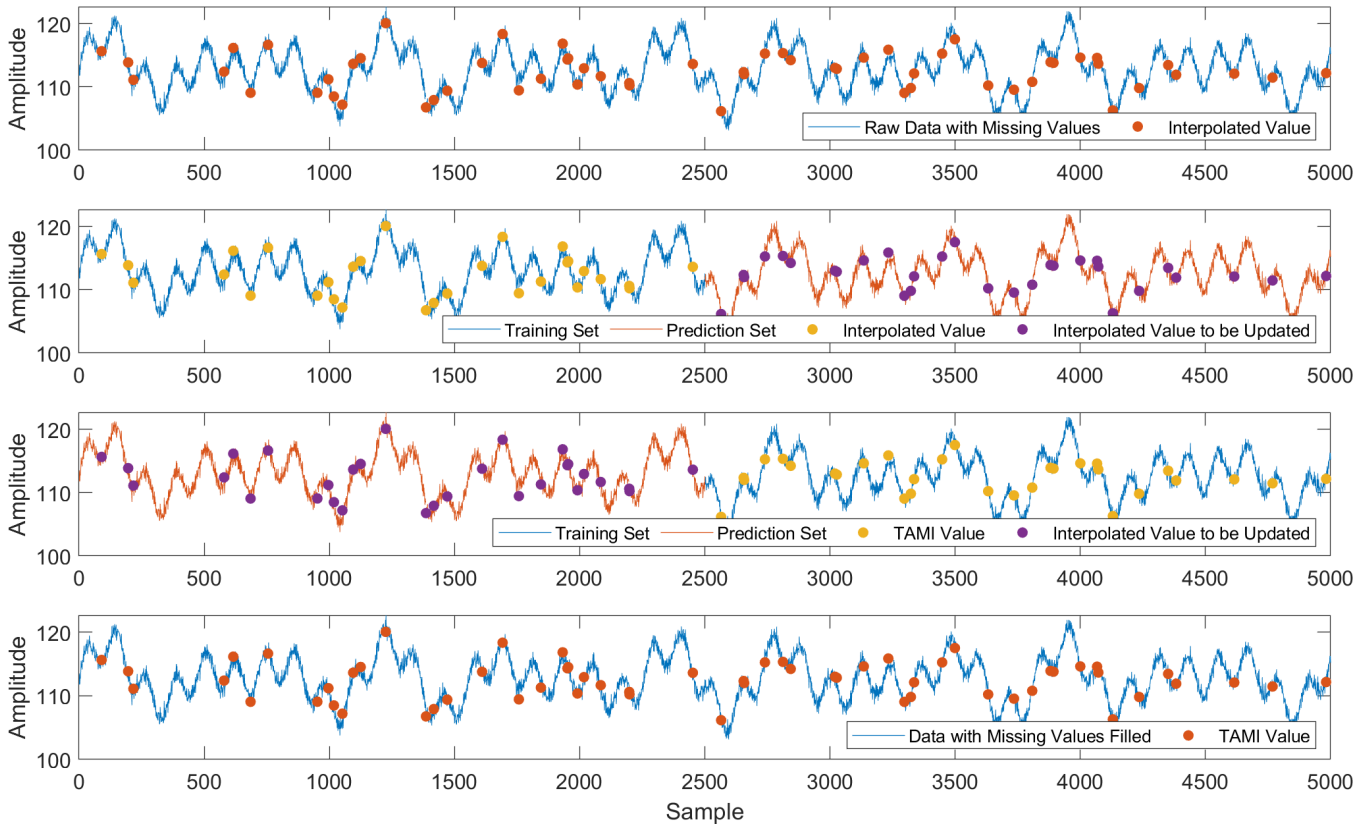 Amplitude
120
110
100
Raw Data with Missing Values Interpolated Value
0 500 1000 1500 2000 2500 3000 3500 4000 4500 5000
Amplitude
120
110
100
Training Set Prediction Set Interpolated Value Interpolated Value to be Updated
0 500 1000 1500 2000 2500 3000 3500 4000 4500 5000
Amplitude
120
110
100
Training Set Prediction Set TAMI Value Interpolated Value to be Updated
0 500 1000 1500 2000 2500 3000 3500 4000 4500 5000
Amplitude
120
110
100
Data with Missing Values Filled TAMI Value
0 500 1000 1500 2000 2500 3000 3500 4000 4500 5000
Sample